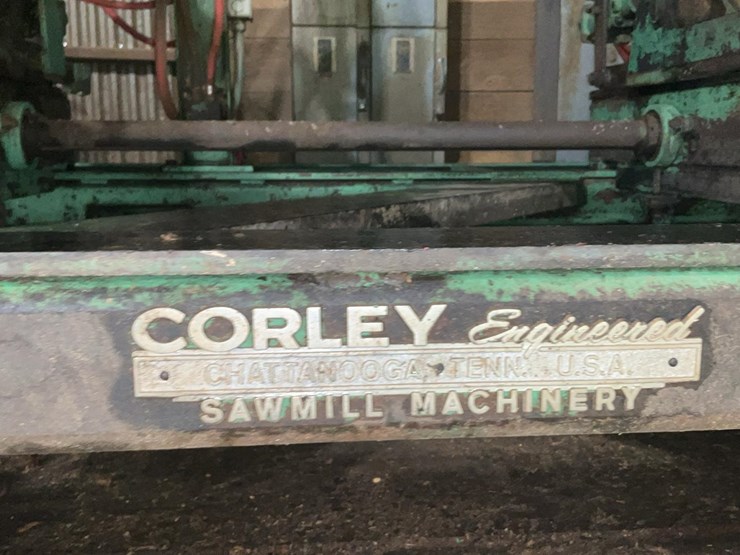 CORLEY Engineered
CHATTANOOGA, TENN. U.S.A.
SAWMILL MACHINERY